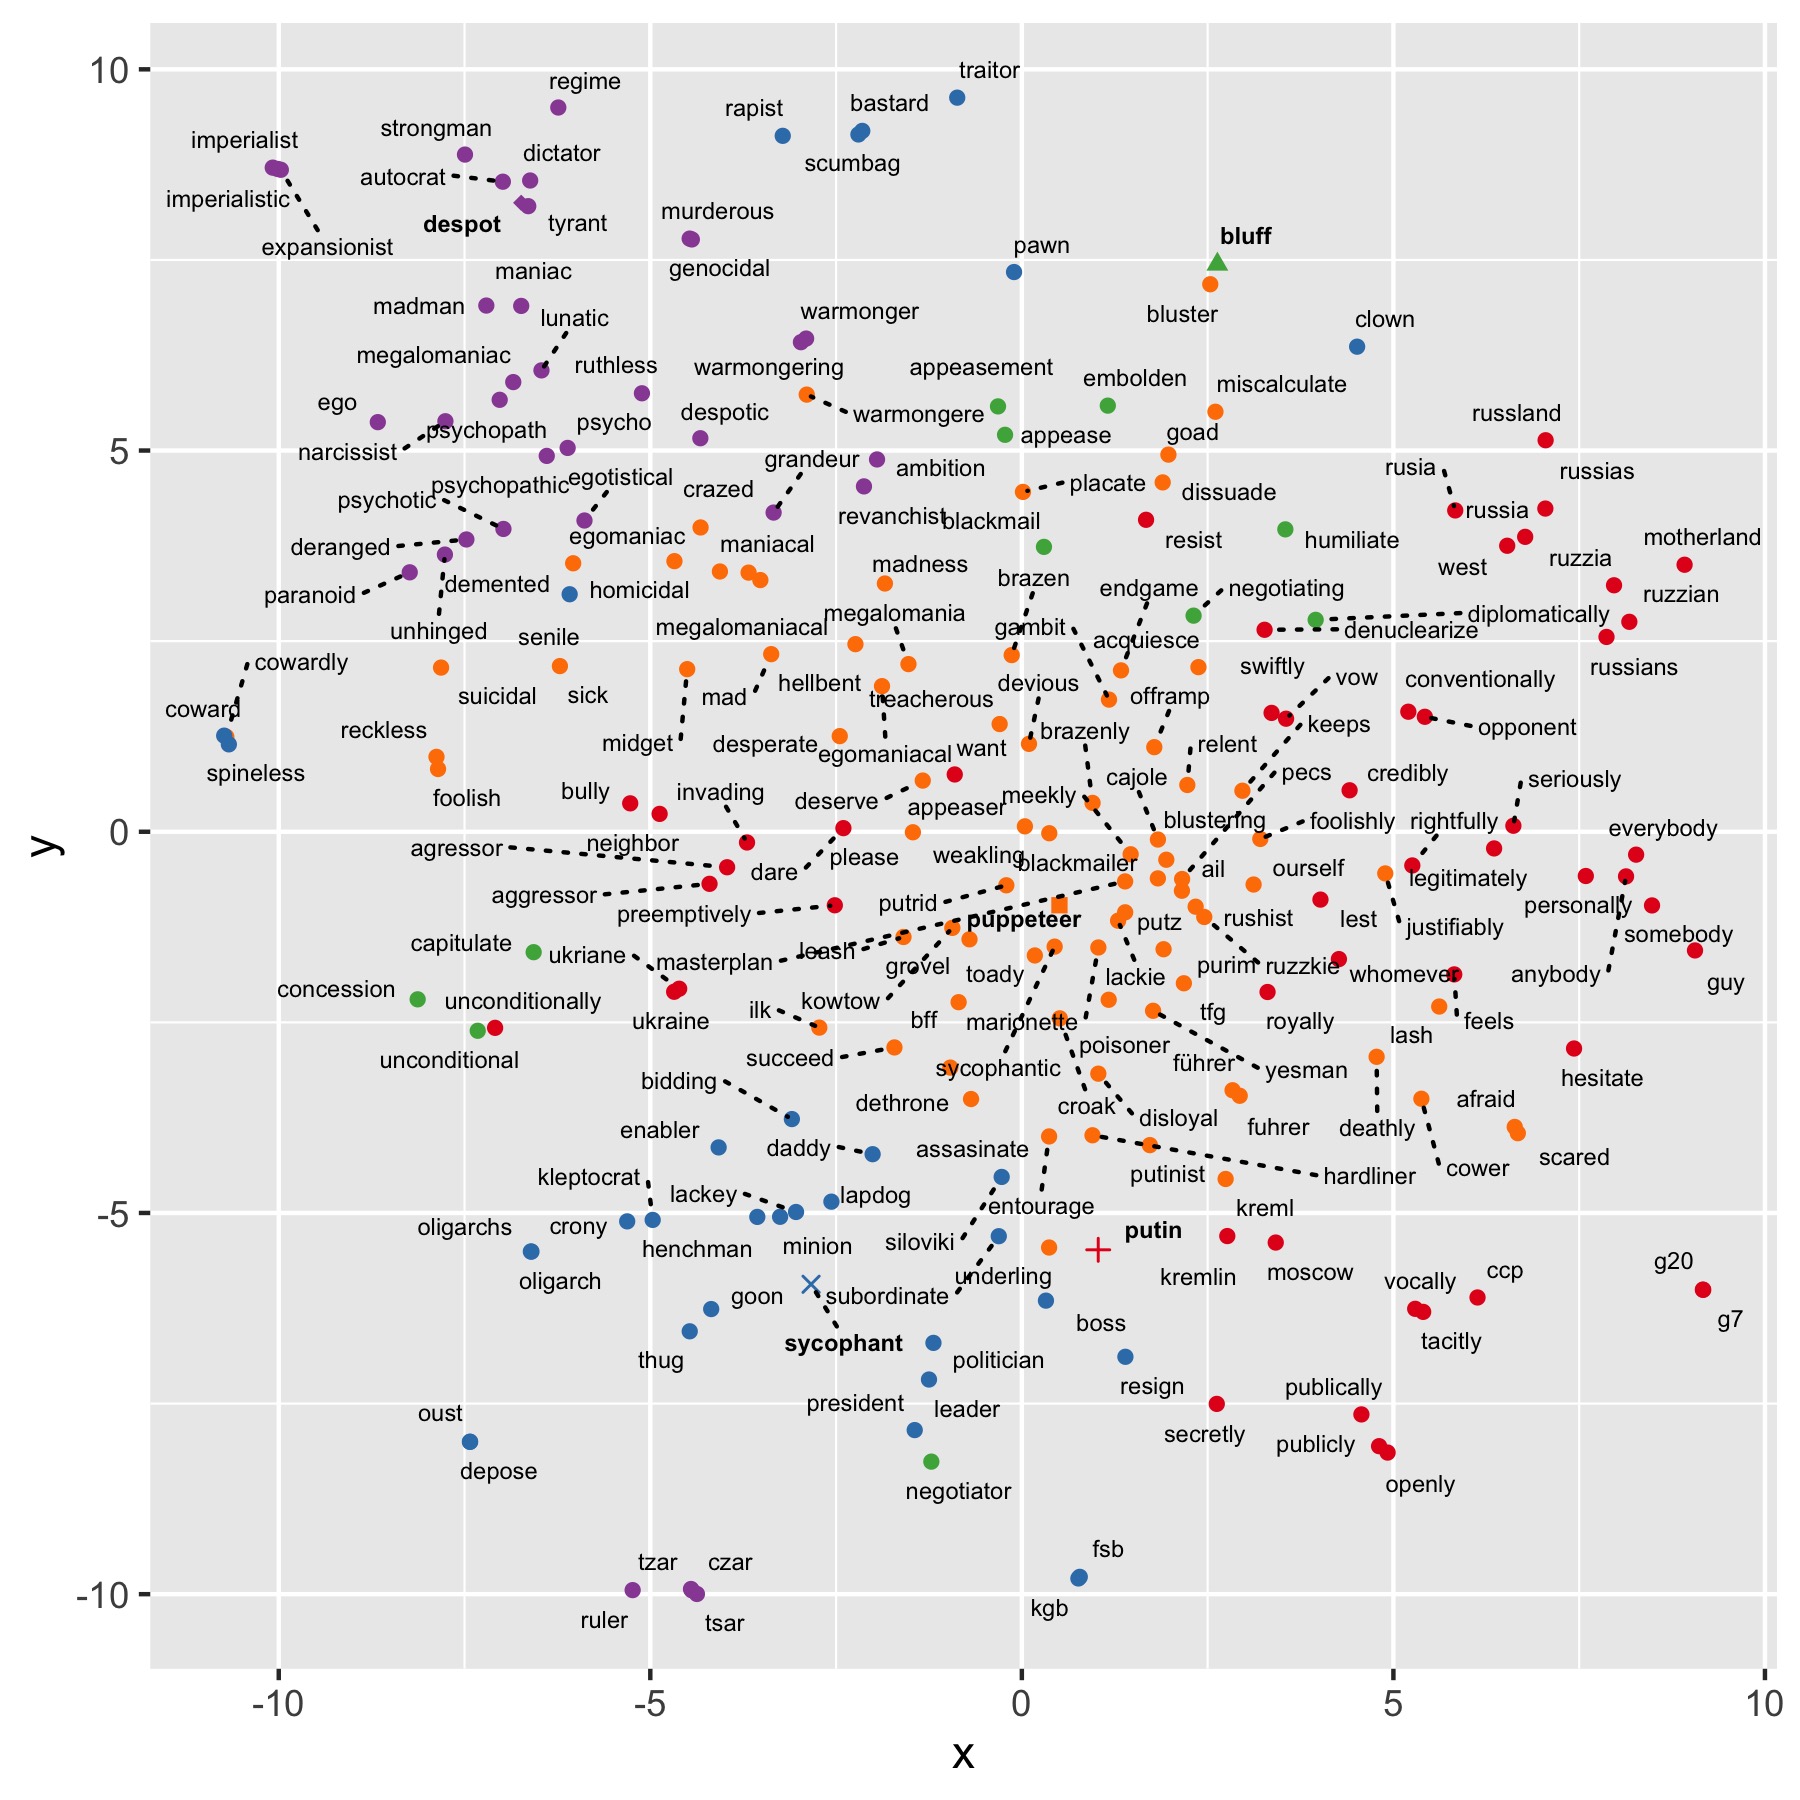 10
traitor
regime
rapist
bastard
strongman
imperialist
dictator
scumbag
autocrat
imperialistic
murderous
despot
tyrant
bluff
expansionist
pawn
genocidal
maniac
madman
warmonger
bluster
lunatic
clown
megalomaniac
ruthless
warmongering
appeasement
embolden
miscalculate
ego
despotic
warmongere
russland
psycho
psychopath
appease
goad
5
narcissist
grandeur
ambition
rusia
russias
egotistical
psychopathic
crazed
placate
dissuade
psychotic
revanchist
blackmail
russia
egomaniac
maniacal
resist
humiliate
motherland
deranged
madness
west
ruzzia
demented
homicidal
brazen
endgame
negotiating
ruzzian
paranoid
megalomania
diplomatically
unhinged
senile
megalomaniacal
gambit
acquiesce
denuclearize
cowardly
swiftly
vow
russians
suicidal
sick
mad
hellbent
devious
offramp
conventionally
coward
treacherous
keeps
opponent
reckless
midget
desperate
egomaniacal
want
brazenly
relent
spineless
pecs
credibly
seriously
foolish
bully
invading
deserve
appeaser
meekly
cajole
blustering
foolishly
rightfully
everybody
0
agressor
neighbor
dare
please
weakling
blackmailer
ail
ourself
legitimately
aggressor
putrid
personally
preemptively
puppeteer
putz
rushist
lest
justifiably
somebody
capitulate
ukriane
masterplan
leash
grovel
toady
lackie
purim
ruzzkie
whomever
anybody
guy
concession
unconditionally
ilk
kowtow
ukraine
bff
marionette
tfg
royally
feels
unconditional
succeed
sycophantic
poisoner
führer
yesman
lash
hesitate
bidding
dethrone
croak
disloyal
afraid
enabler
daddy
assasinate
fuhrer
deathly
scared
kleptocrat
lackey
lapdog
putinist
hardliner
cower
-5
oligarchs
crony
entourage
kreml
henchman
minion
siloviki
putin
oligarch
underling
kremlin
moscow
vocally
ccp
g20
goon
subordinate
boss
g7
thug
sycophant
politician
tacitly
president
leader
resign
publically
oust
secretly
publicly
depose
negotiator
openly
tzar
czar
fsb
-10
ruler
tsar
kgb
-10
-5
0
5
10
x
y